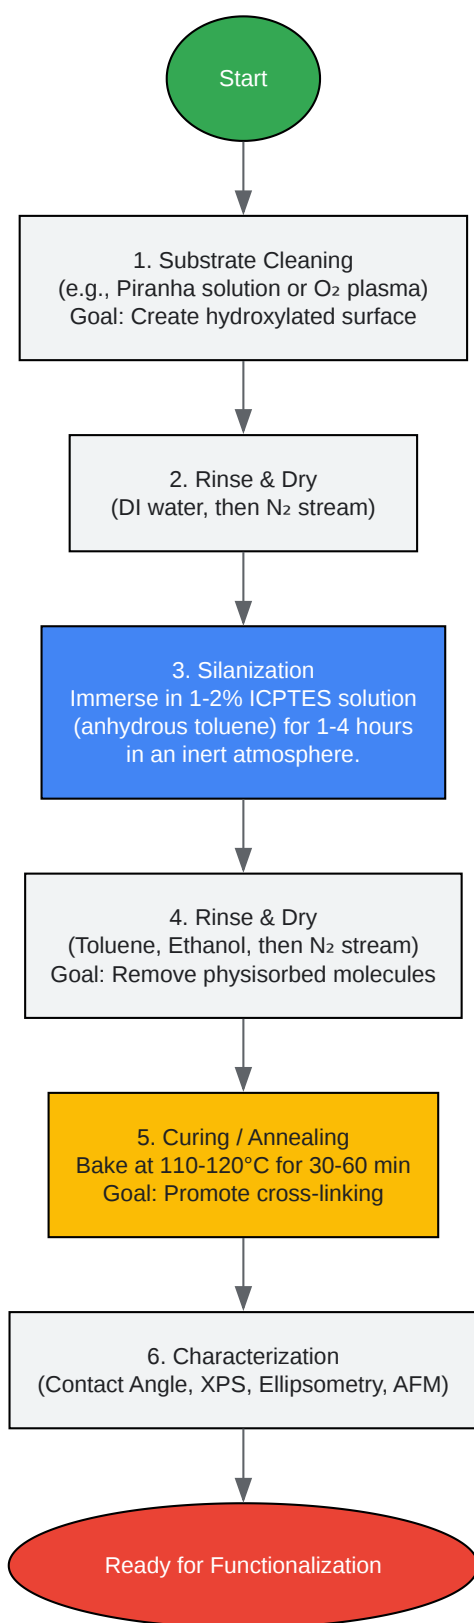 Start
1. Substrate Cleaning
(e.g., Piranha solution or O₂ plasma)
Goal: Create hydroxylated surface
2. Rinse & Dry
(DI water, then N₂ stream)
3. Silanization
Immerse in 1-2% ICPTES solution
(anhydrous toluene) for 1-4 hours
in an inert atmosphere.
4. Rinse & Dry
(Toluene, Ethanol, then N₂ stream)
Goal: Remove physisorbed molecules
5. Curing / Annealing
Bake at 110-120°C for 30-60 min
Goal: Promote cross-linking
6. Characterization
(Contact Angle, XPS, Ellipsometry, AFM)
Ready for Functionalization